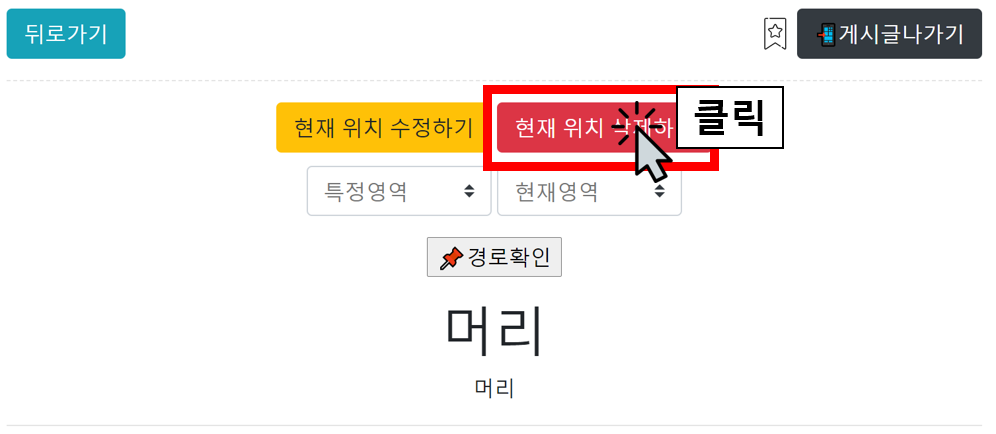 뒤로가기
게시글나가기
현재 위치 수정하기
현재 위치 삭제하
클릭
특정영역
현재영역
경로확인
머리
머리